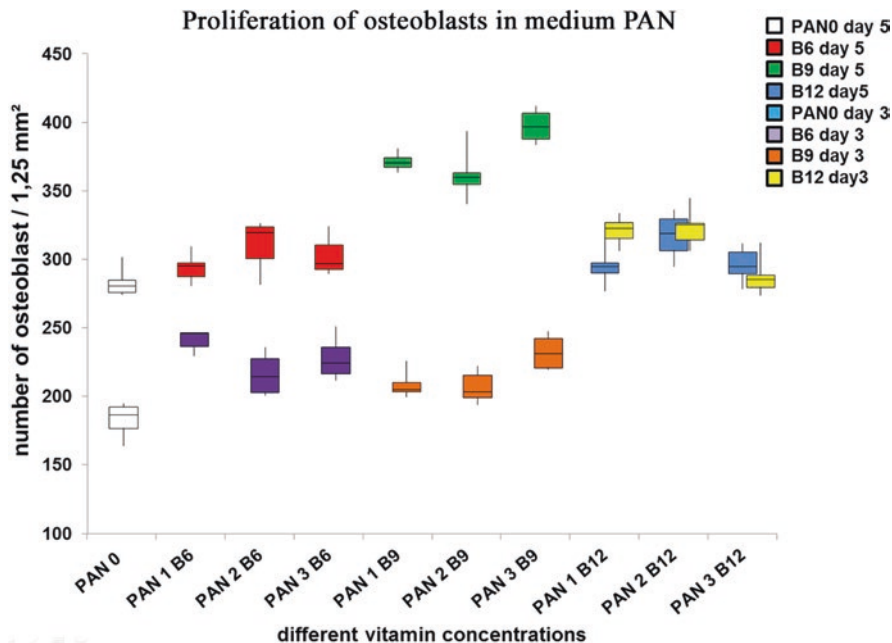 Proliferation of osteoblasts in medium PAN
PAN0 day 5
B6 day 5
B9 day 5
B12 day5
PAN0 day 3
B6 day 3
B9 day 3
B12 day3
number of osteoblast / 1,25 mm²
450
400
350
300
250
200
150
100
PAN 0
PAN 1 B6
PAN 2 B6
PAN 3 B6
PAN 1 B9
PAN 2 B9
PAN 3 B9
PAN 1 B12
PAN 2 B12
PAN 3 B12
different vitamin concentrations